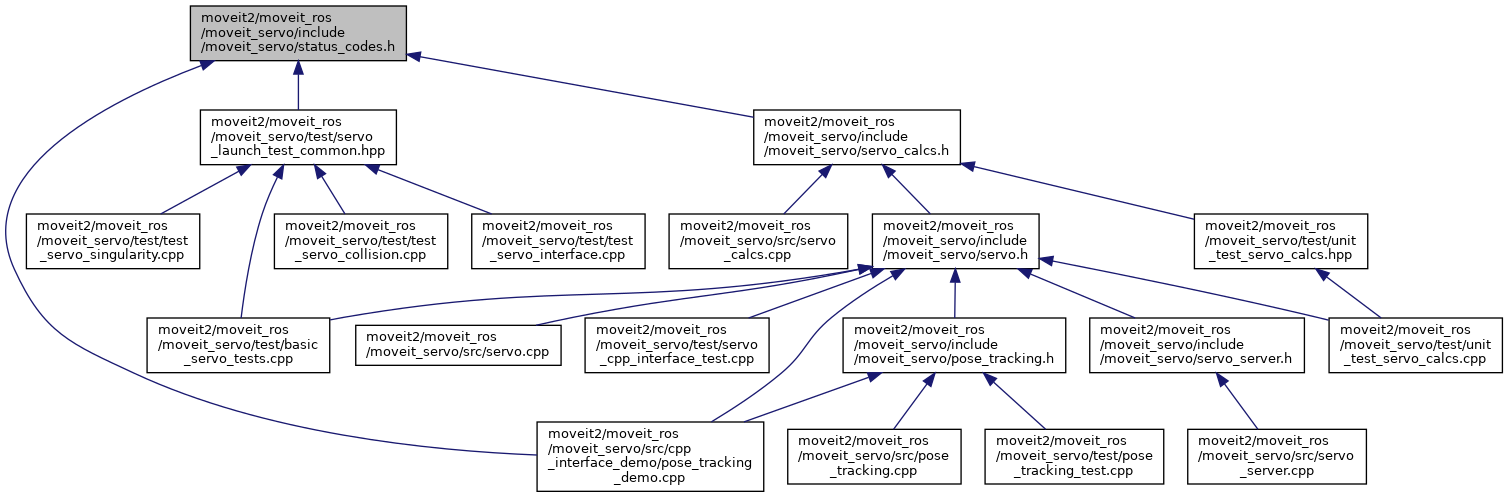 moveit2/moveit_ros
/moveit_servo/include
/moveit_servo/status_codes.h
moveit2/moveit_ros
/moveit_servo/test/servo
_launch_test_common.hpp
moveit2/moveit_ros
/moveit_servo/include
/moveit_servo/servo_calcs.h
moveit2/moveit_ros
/moveit_servo/test/test
_servo_singularity.cpp
moveit2/moveit_ros
/moveit_servo/test/test
_servo_collision.cpp
moveit2/moveit_ros
/moveit_servo/test/test
_servo_interface.cpp
moveit2/moveit_ros
/moveit_servo/src/servo
_calcs.cpp
moveit2/moveit_ros
/moveit_servo/include
/moveit_servo/servo.h
moveit2/moveit_ros
/moveit_servo/test/unit
_test_servo_calcs.hpp
moveit2/moveit_ros
/moveit_servo/test/basic
_servo_tests.cpp
moveit2/moveit_ros
/moveit_servo/src/servo.cpp
moveit2/moveit_ros
/moveit_servo/test/servo
_cpp_interface_test.cpp
moveit2/moveit_ros
/moveit_servo/include
/moveit_servo/pose_tracking.h
moveit2/moveit_ros
/moveit_servo/include
/moveit_servo/servo_server.h
moveit2/moveit_ros
/moveit_servo/test/unit
_test_servo_calcs.cpp
moveit2/moveit_ros
/moveit_servo/src/cpp
_interface_demo/pose_tracking
_demo.cpp
moveit2/moveit_ros
/moveit_servo/src/pose
_tracking.cpp
moveit2/moveit_ros
/moveit_servo/test/pose
_tracking_test.cpp
moveit2/moveit_ros
/moveit_servo/src/servo
_server.cpp